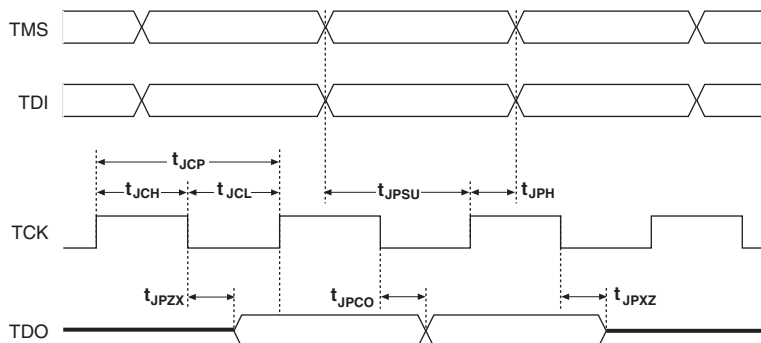 TMS
TDI
tJCP
tJCH
tJCL
tJPSU
tJPH
TCK
tJPZX
tJPCO
tJPXZ
TDO